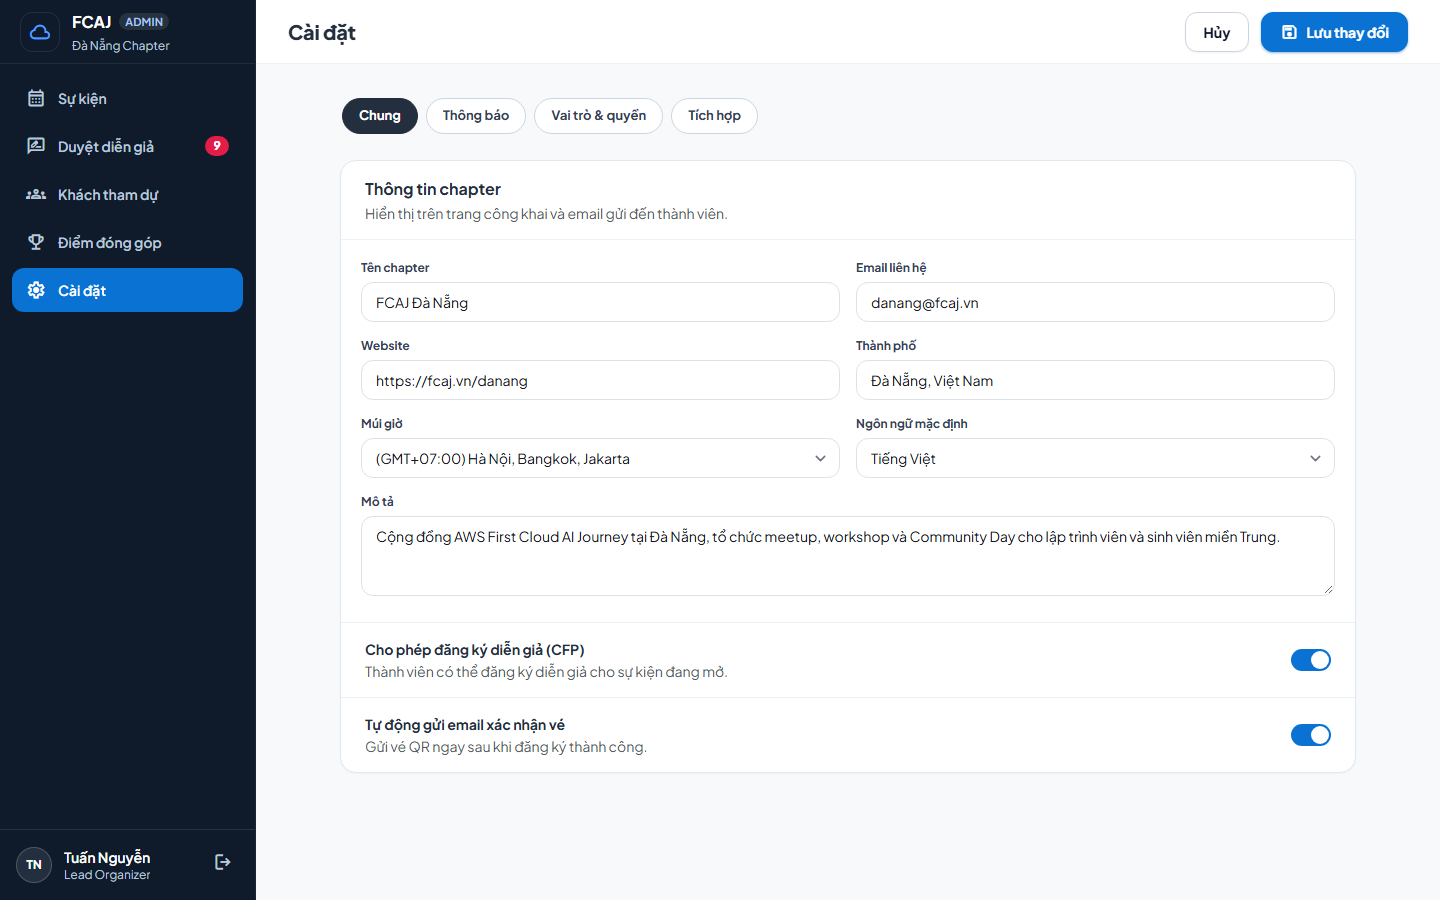 FCAJ ADMIN
Đà Nẵng Chapter
Sự kiện
Duyệt diễn giả 9
Khách tham dự
Điểm đóng góp
Cài đặt
TN
Tuấn Nguyễn
Lead Organizer
Cài đặt
Hủy
Lưu thay đổi
Chung
Thông báo
Vai trò & quyền
Tích hợp
Thông tin chapter
Hiển thị trên trang công khai và email gửi đến thành viên.
Tên chapter
FCAJ Đà Nẵng
Email liên hệ
danang@fcaj.vn
Website
https://fcaj.vn/danang
Thành phố
Đà Nẵng, Việt Nam
Múi giờ
(GMT+07:00) Hà Nội, Bangkok, Jakarta
Ngôn ngữ mặc định
Tiếng Việt
Mô tả
Cộng đồng AWS First Cloud AI Journey tại Đà Nẵng, tổ chức meetup, workshop và Community Day cho lập trình viên và sinh viên miền Trung.
Cho phép đăng ký diễn giả (CFP)
Thành viên có thể đăng ký diễn giả cho sự kiện đang mở.
Tự động gửi email xác nhận vé
Gửi vé QR ngay sau khi đăng ký thành công.